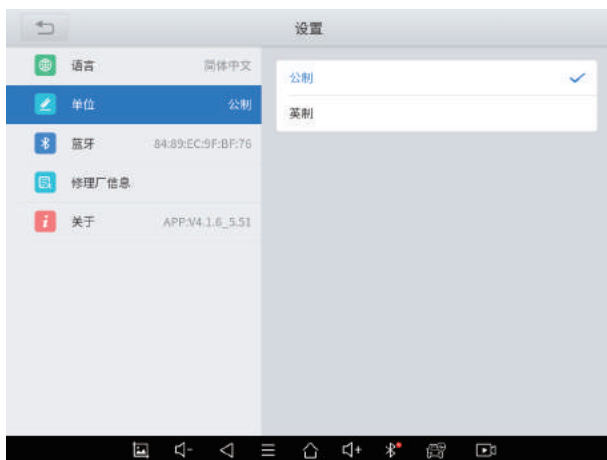 设置
语言 简体中文
单位 公制
蓝牙 84:89:EC:9F:BF:76
修理厂信息
关于 APP:V4.1.6_5.51
公制
英制